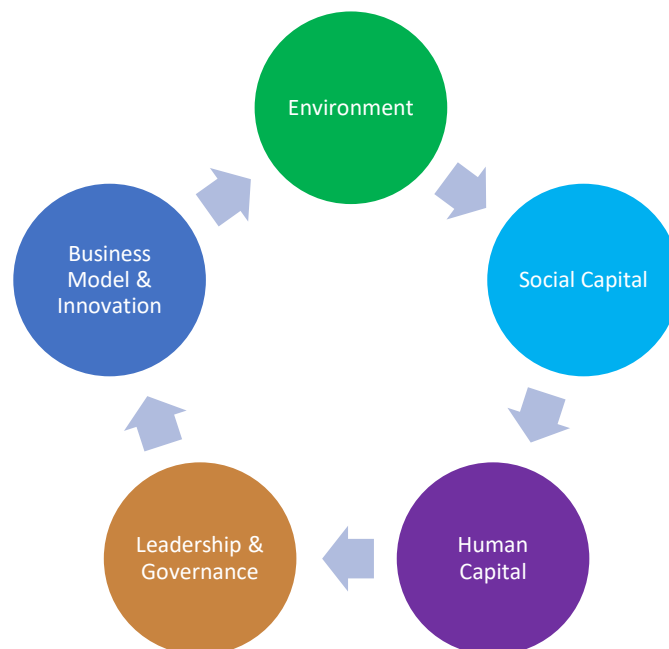 Environment
Social Capital
Human
Capital
Leadership &
Governance
Business
Model &
Innovation